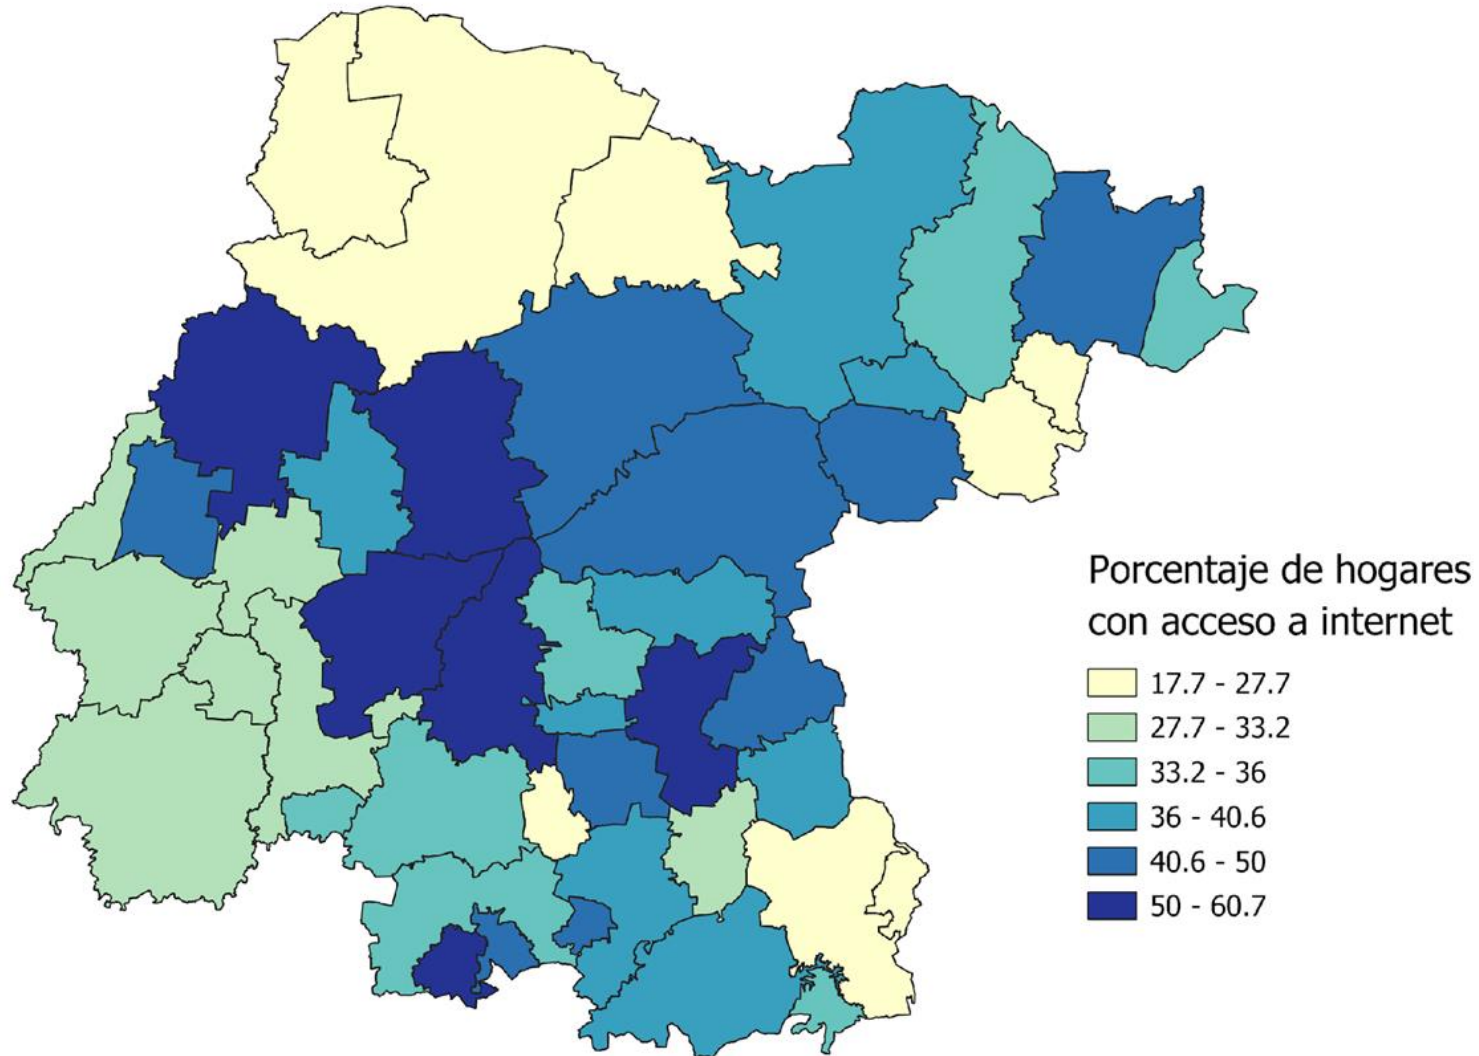 Porcentaje de hogares
con acceso a internet
17.7 - 27.7
27.7 - 33.2
33.2 - 36
36 - 40.6
40.6 - 50
50 - 60.7